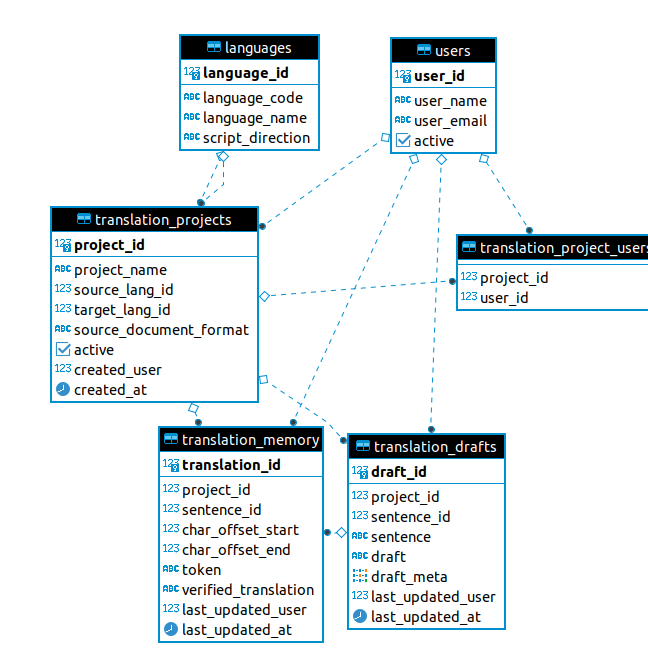 languages
123 language_id
ABC language_code
ABC language_name
ABC script_direction
users
123 user_id
ABC user_name
ABC user_email
active
translation_projects
123 project_id
ABC project_name
123 source_lang_id
123 target_lang_id
ABC source_document_format
active
123 created_user
created_at
translation_project_users
123 project_id
123 user_id
translation_memory
123 translation_id
123 project_id
123 sentence_id
123 char_offset_start
123 char_offset_end
ABC token
ABC verified_translation
123 last_updated_user
last_updated_at
translation_drafts
123 draft_id
123 project_id
123 sentence_id
ABC sentence
ABC draft
draft_meta
123 last_updated_user
last_updated_at